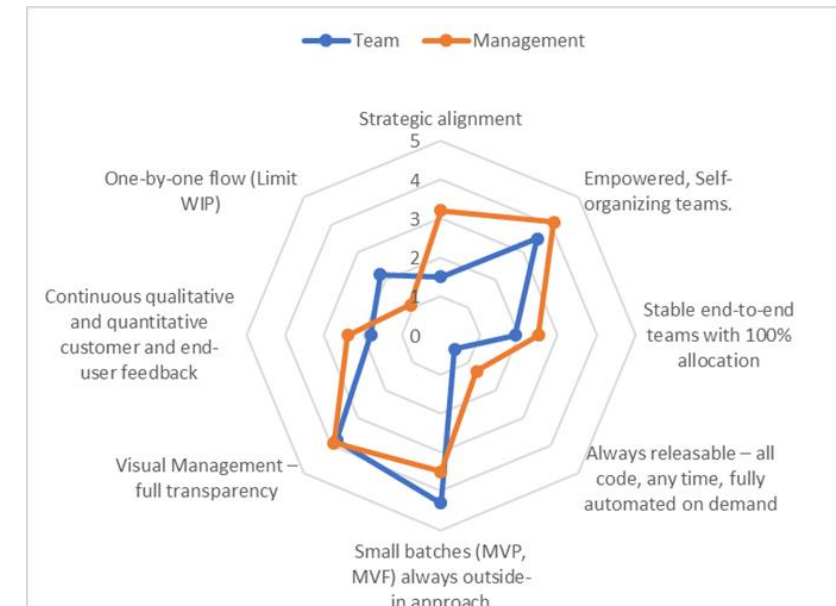 Team Management
Strategic alignment
5
4
3
2
1
0
Empowered, Self-
organizing teams.
Stable end-to-end
teams with 100%
allocation
Always releasable – all
code, any time, fully
automated on demand
Small batches (MVP,
MVF) always outside-
in approach
Visual Management –
full transparency
Continuous qualitative
and quantitative
customer and end-
user feedback
One-by-one flow (Limit
WIP)